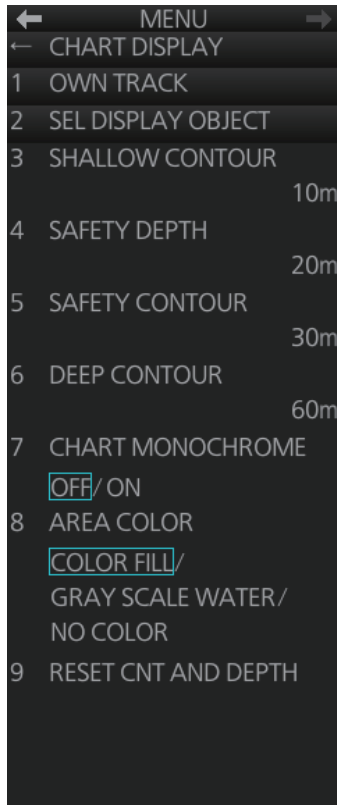 MENU
← CHART DISPLAY
1 OWN TRACK
2 SEL DISPLAY OBJECT
3 SHALLOW CONTOUR
10m
4 SAFETY DEPTH
20m
5 SAFETY CONTOUR
30m
6 DEEP CONTOUR
60m
7 CHART MONOCHROME
OFF/ ON
8 AREA COLOR
COLOR FILL/
GRAY SCALE WATER/
NO COLOR
9 RESET CNT AND DEPTH